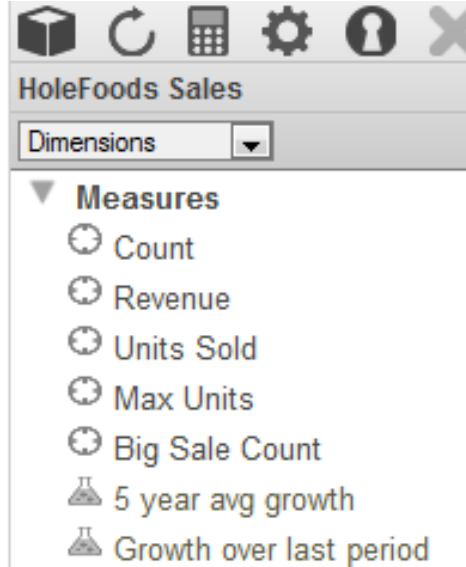 HoleFoods Sales
Dimensions
Measures
Count
Revenue
Units Sold
Max Units
Big Sale Count
5 year avg growth
Growth over last period